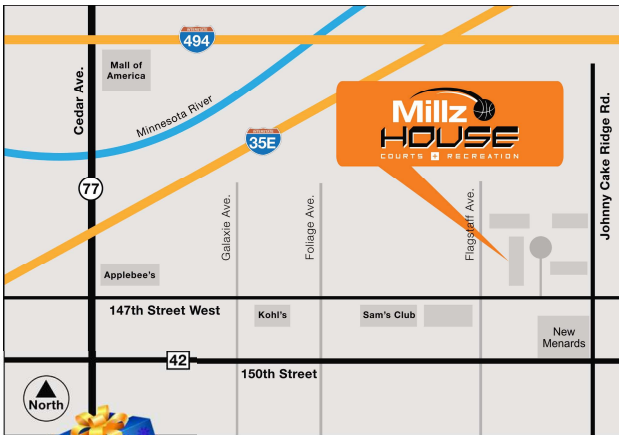 494
Mall of
America
Cedar Ave.
Minnesota River
35E
Millz
HOUSE
COURTS + RECREATION
Johnny Cake Ridge Rd.
77
Galaxie Ave.
Foliage Ave.
Flagstaff Ave.
Applebee's
147th Street West
Kohl's
Sam's Club
New
Menards
42
150th Street
North